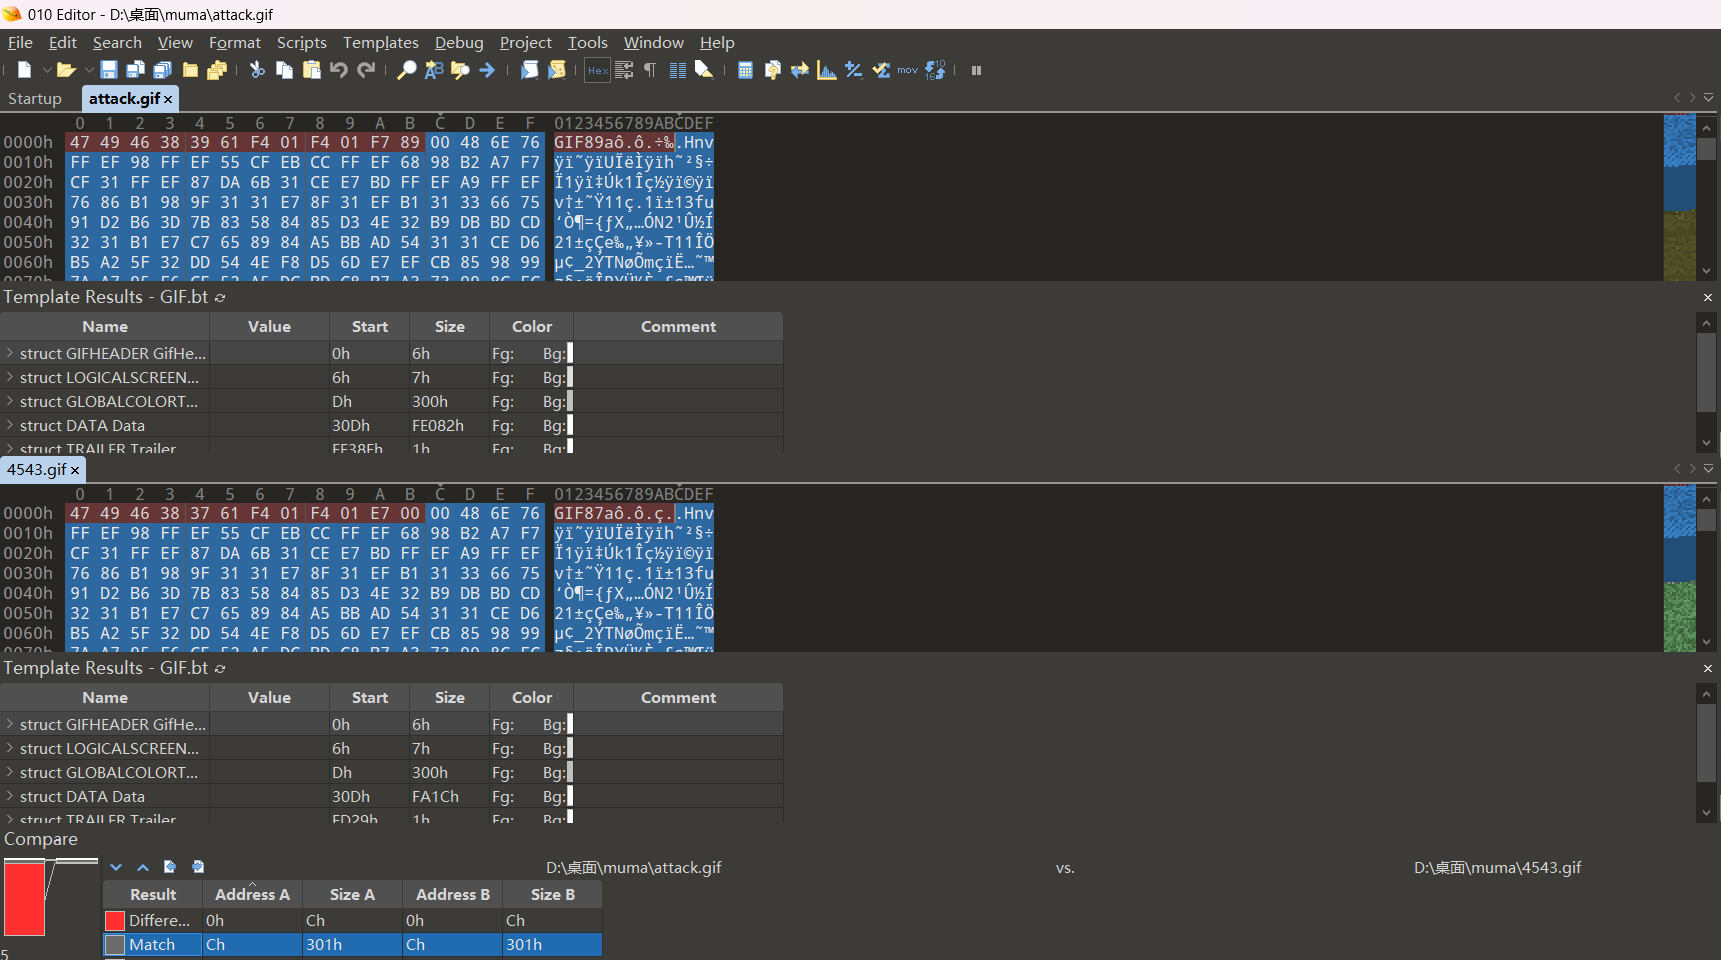 010 Editor - D:\桌面\muma\attack.gif
File Edit Search View Format Scripts Templates Debug Project Tools Window Help
Startup attack.gif ×
0 1 2 3 4 5 6 7 8 9 A B C D E F 0123456789ABCDEF
0000h 47 49 46 38 39 61 F4 01 F4 01 F7 89 00 48 6E 76 GIF89aô.ô.÷‰.Hnv
0010h FF EF 98 FF EF 55 CF EB CC FF EF 68 98 B2 A7 F7 ÿï˜ÿïUÏëÌÿïh˜²§÷
0020h CF 31 FF EF 87 DA 6B 31 CE E7 BD FF EF A9 FF EF Ï1ÿï‡Úk1Îç½ÿï©ÿï
0030h 76 86 B1 98 9F 31 31 E7 8F 31 EF B1 31 33 66 75 v†±˜Ÿ11ç.1ï±13fu
0040h 91 D2 B6 3D 7B 83 58 84 85 D3 4E 32 B9 DB BD CD ‘Ò¶={ƒX„…ÓN2¹Û½Í
0050h 32 31 B1 E7 C7 65 89 84 A5 BB AD 54 31 31 CE D6 21±çÇe‰„¥»-T11ÎÖ
0060h B5 A2 5F 32 DD 54 4E F8 D5 6D E7 EF CB 85 98 99 µ¢_2ÝTNøÕmçïË…˜™
Template Results - GIF.bt
Name Value Start Size Color Comment
struct GIFHEADER GifHe... 0h 6h Fg: Bg:
struct LOGICALSCREEN... 6h 7h Fg: Bg:
struct GLOBALCOLORT... Dh 300h Fg: Bg:
struct DATA Data 30Dh FE082h Fg: Bg:
struct TRAILER Trailer FE38Fh 1h Fg: Bg:
4543.gif ×
0 1 2 3 4 5 6 7 8 9 A B C D E F 0123456789ABCDEF
0000h 47 49 46 38 37 61 F4 01 F4 01 E7 00 00 48 6E 76 GIF87aô.ô.ç..Hnv
0010h FF EF 98 FF EF 55 CF EB CC FF EF 68 98 B2 A7 F7 ÿï˜ÿïUÏëÌÿïh˜²§÷
0020h CF 31 FF EF 87 DA 6B 31 CE E7 BD FF EF A9 FF EF Ï1ÿï‡Úk1Îç½ÿï©ÿï
0030h 76 86 B1 98 9F 31 31 E7 8F 31 EF B1 31 33 66 75 v†±˜Ÿ11ç.1ï±13fu
0040h 91 D2 B6 3D 7B 83 58 84 85 D3 4E 32 B9 DB BD CD ‘Ò¶={ƒX„…ÓN2¹Û½Í
0050h 32 31 B1 E7 C7 65 89 84 A5 BB AD 54 31 31 CE D6 21±çÇe‰„¥»-T11ÎÖ
0060h B5 A2 5F 32 DD 54 4E F8 D5 6D E7 EF CB 85 98 99 µ¢_2ÝTNøÕmçïË…˜™
Template Results - GIF.bt
Name Value Start Size Color Comment
struct GIFHEADER GifHe... 0h 6h Fg: Bg:
struct LOGICALSCREEN... 6h 7h Fg: Bg:
struct GLOBALCOLORT... Dh 300h Fg: Bg:
struct DATA Data 30Dh FA1Ch Fg: Bg:
struct TRAILER Trailer FD29h 1h Fg: Bg:
Compare
D:\桌面\muma\attack.gif vs. D:\桌面\muma\4543.gif
Result Address A Size A Address B Size B
Differe... 0h Ch 0h Ch
Match Ch 301h Ch 301h
5